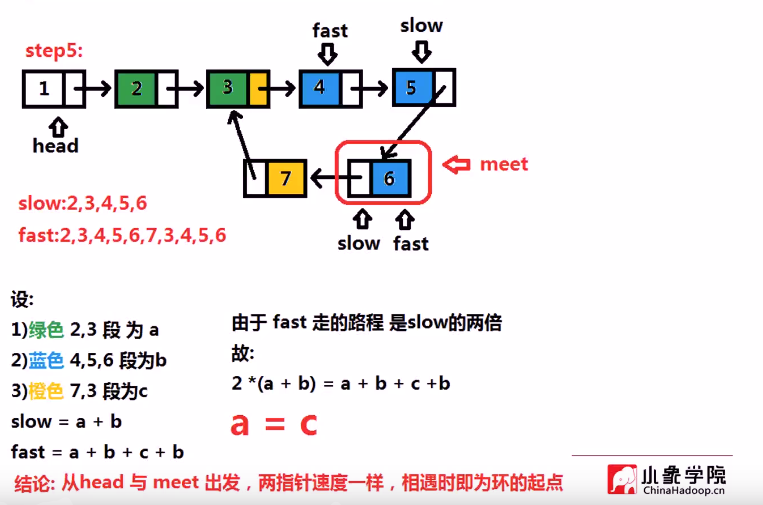 step5:
fast
slow
1 2 3 4 5
head
7 6
meet
slow:2,3,4,5,6
fast:2,3,4,5,6,7,3,4,5,6
slow fast
设:
1)绿色 2,3 段 为 a
2)蓝色 4,5,6 段为b
3)橙色 7,3 段为c
slow = a + b
fast = a + b + c + b
由于 fast 走的路程 是slow的两倍
故:
2 *(a + b) = a + b + c +b
a = c
结论: 从head 与 meet 出发，两指针速度一样，相遇时即为环的起点
小象学院
ChinaHadoop.cn